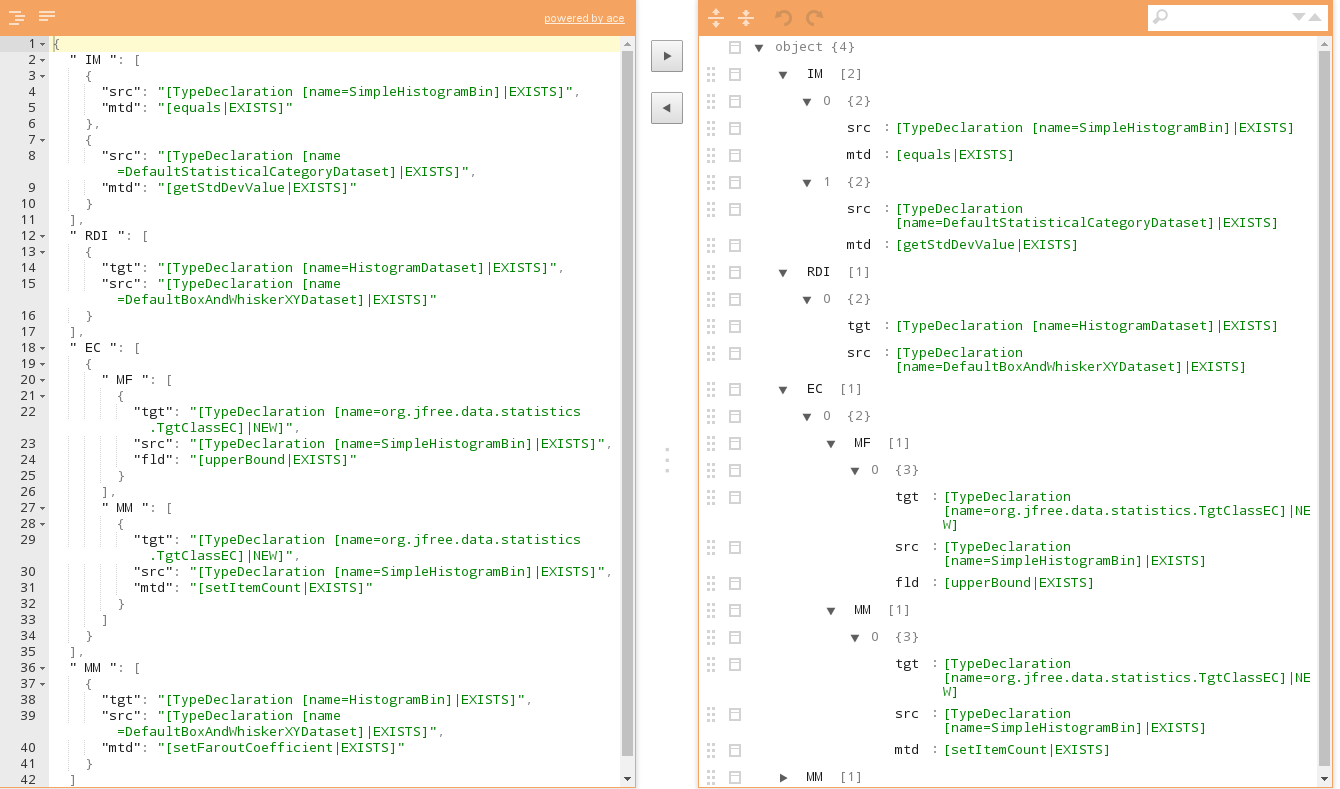 powered by ace
1 {
2 " IM ": [
3 {
4 "src": "[TypeDeclaration [name=SimpleHistogramBin]|EXISTS]",
5 "mtd": "[equals|EXISTS]"
6 },
7 {
8 "src": "[TypeDeclaration [name
=DefaultStatisticalCategoryDataset]|EXISTS]",
9 "mtd": "[getStdDevValue|EXISTS]"
10 }
11 ],
12 " RDI ": [
13 {
14 "tgt": "[TypeDeclaration [name=HistogramDataset]|EXISTS]",
15 "src": "[TypeDeclaration [name
=DefaultBoxAndWhiskerXYDataset]|EXISTS]"
16 }
17 ],
18 " EC ": [
19 {
20 " MF ": [
21 {
22 "tgt": "[TypeDeclaration [name=org.jfree.data.statistics
.TgtClassEC]|NEW]",
23 "src": "[TypeDeclaration [name=SimpleHistogramBin]|EXISTS]",
24 "fld": "[upperBound|EXISTS]"
25 }
26 ],
27 " MM ": [
28 {
29 "tgt": "[TypeDeclaration [name=org.jfree.data.statistics
.TgtClassEC]|NEW]",
30 "src": "[TypeDeclaration [name=SimpleHistogramBin]|EXISTS]",
31 "mtd": "[setItemCount|EXISTS]"
32 }
33 ]
34 }
35 ],
36 " MM ": [
37 {
38 "tgt": "[TypeDeclaration [name=HistogramBin]|EXISTS]",
39 "src": "[TypeDeclaration [name
=DefaultBoxAndWhiskerXYDataset]|EXISTS]",
40 "mtd": "[setFaroutCoefficient|EXISTS]"
41 }
42 ]
object {4}
IM [2]
0 {2}
src : [TypeDeclaration [name=SimpleHistogramBin]|EXISTS]
mtd : [equals|EXISTS]
1 {2}
src : [TypeDeclaration
[name=DefaultStatisticalCategoryDataset]|EXISTS]
mtd : [getStdDevValue|EXISTS]
RDI [1]
0 {2}
tgt : [TypeDeclaration [name=HistogramDataset]|EXISTS]
src : [TypeDeclaration
[name=DefaultBoxAndWhiskerXYDataset]|EXISTS]
EC [1]
0 {2}
MF [1]
0 {3}
tgt : [TypeDeclaration
[name=org.jfree.data.statistics.TgtClassEC]|NE
W]
src : [TypeDeclaration
[name=SimpleHistogramBin]|EXISTS]
fld : [upperBound|EXISTS]
MM [1]
0 {3}
tgt : [TypeDeclaration
[name=org.jfree.data.statistics.TgtClassEC]|NE
W]
src : [TypeDeclaration
[name=SimpleHistogramBin]|EXISTS]
mtd : [setItemCount|EXISTS]
MM [1]